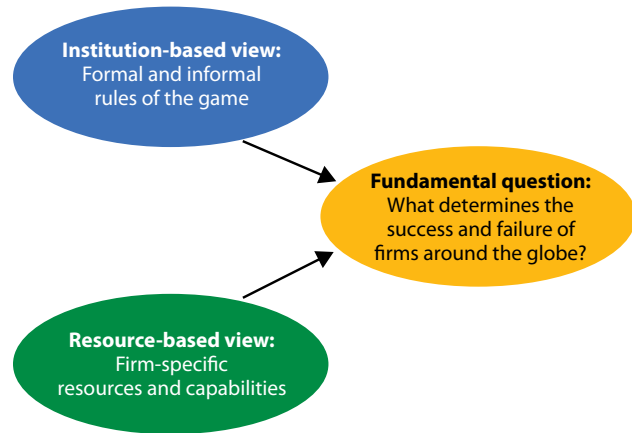 Institution-based view:
Formal and informal
rules of the game
Fundamental question:
What determines the
success and failure of
firms around the globe?
Resource-based view:
Firm-specific
resources and capabilities